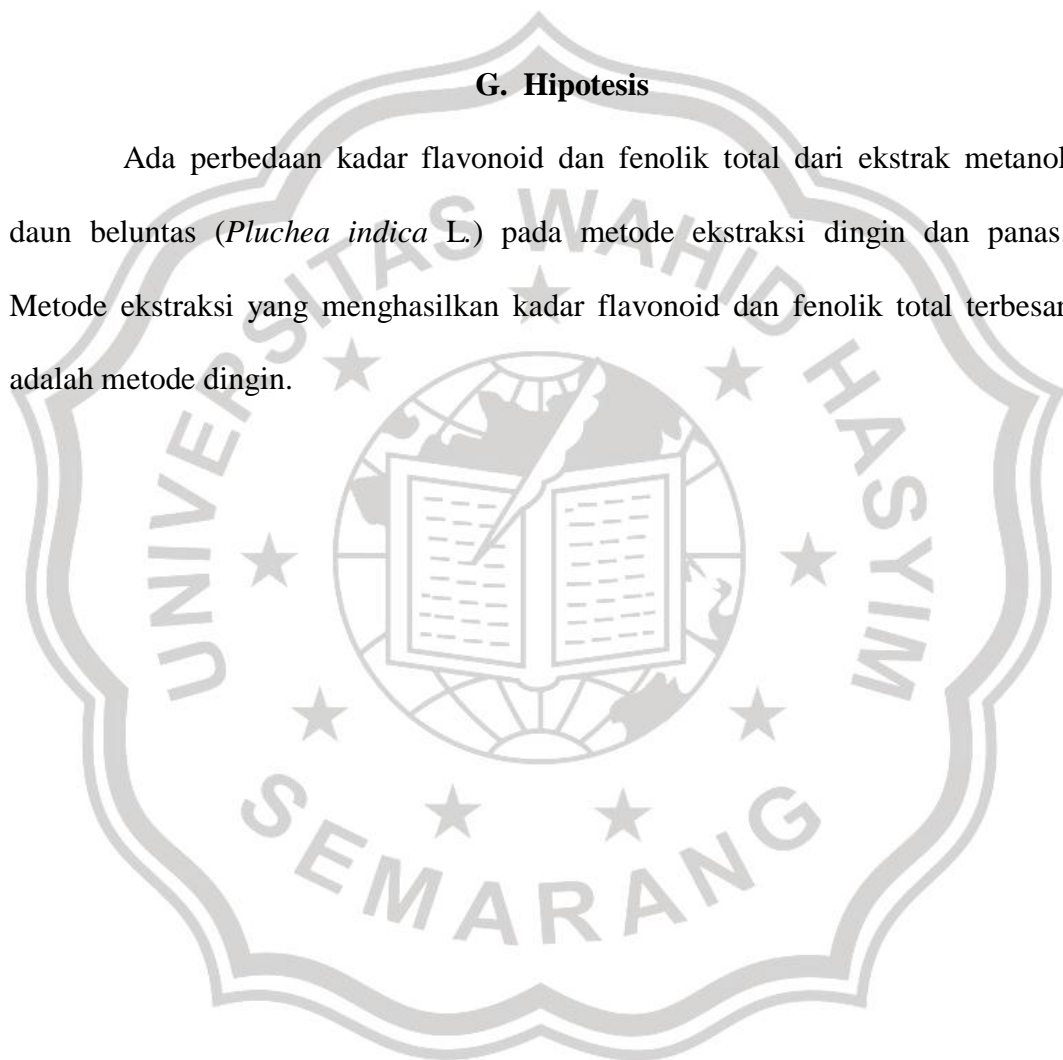 G. Hipotesis
Ada perbedaan kadar flavonoid dan fenolik total dari ekstrak metanol
daun beluntas (Pluchea indica L.) pada metode ekstraksi dingin dan panas
Metode ekstraksi yang menghasilkan kadar flavonoid dan fenolik total terbesar
adalah metode dingin.
UNIVERSITAS WAHID HASYIM
SEMARANG